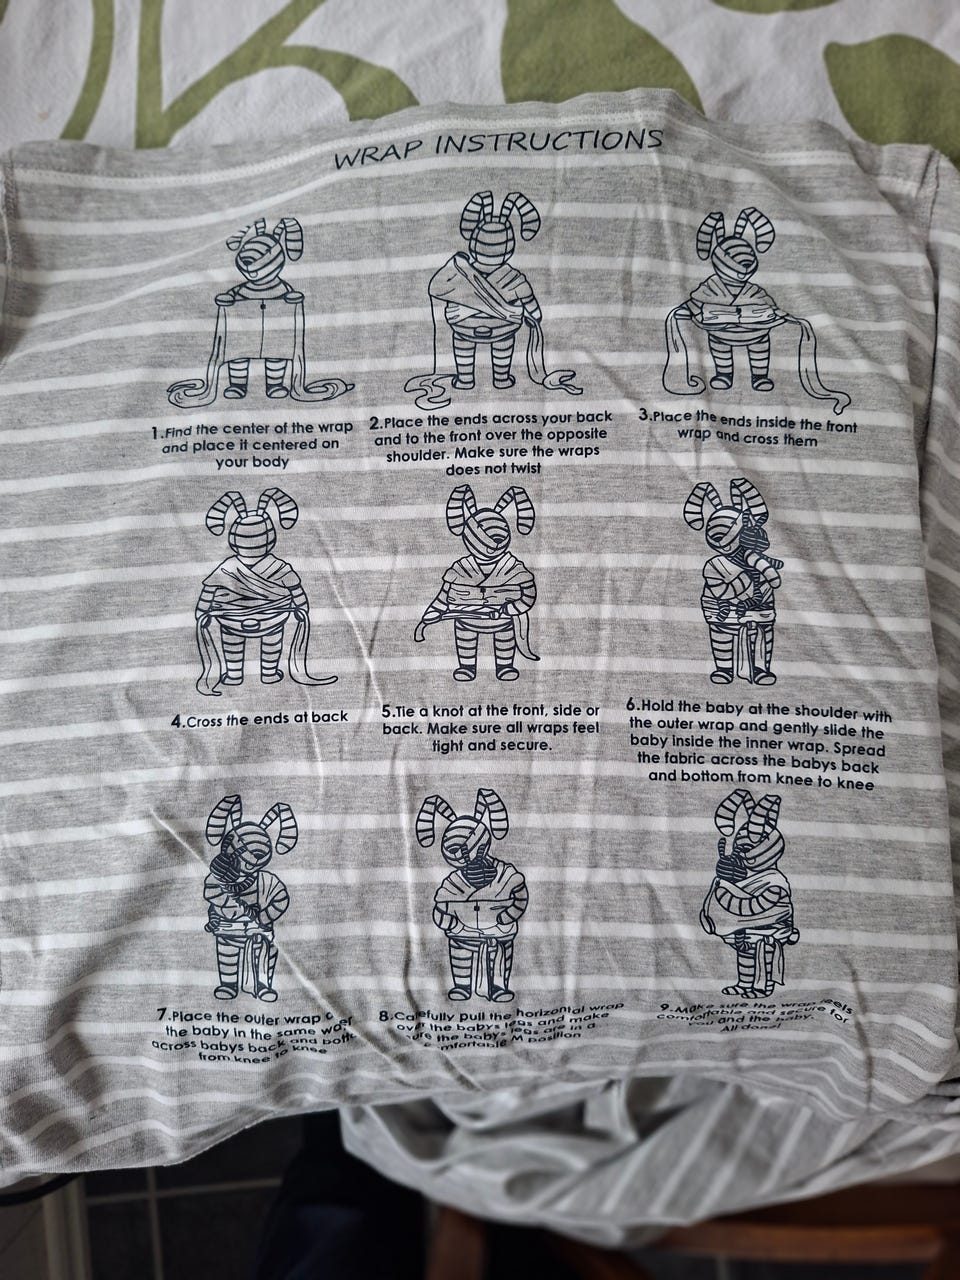 WRAP INSTRUCTIONS
1.Find the center of the wrap
and place it centered on
your body
2.Place the ends across your back
and to the front over the opposite
shoulder. Make sure the wraps
does not twist
3.Place the ends inside the front
wrap and cross them
4.Cross the ends at back
5.Tie a knot at the front, side or
back. Make sure all wraps feel
tight and secure.
6.Hold the baby at the shoulder with
the outer wrap and gently slide the
baby inside the inner wrap. Spread
the fabric across the babys back
and bottom from knee to knee
7.Place the outer wrap
the baby in the same
across babys back and
from knee to knee
8.Carefully pull the horizontal wrap
over the babys legs and make
the babys legs are in a
M position
9.Make sure the wrap feels
comfortable and secure for
you and the baby.
All done!